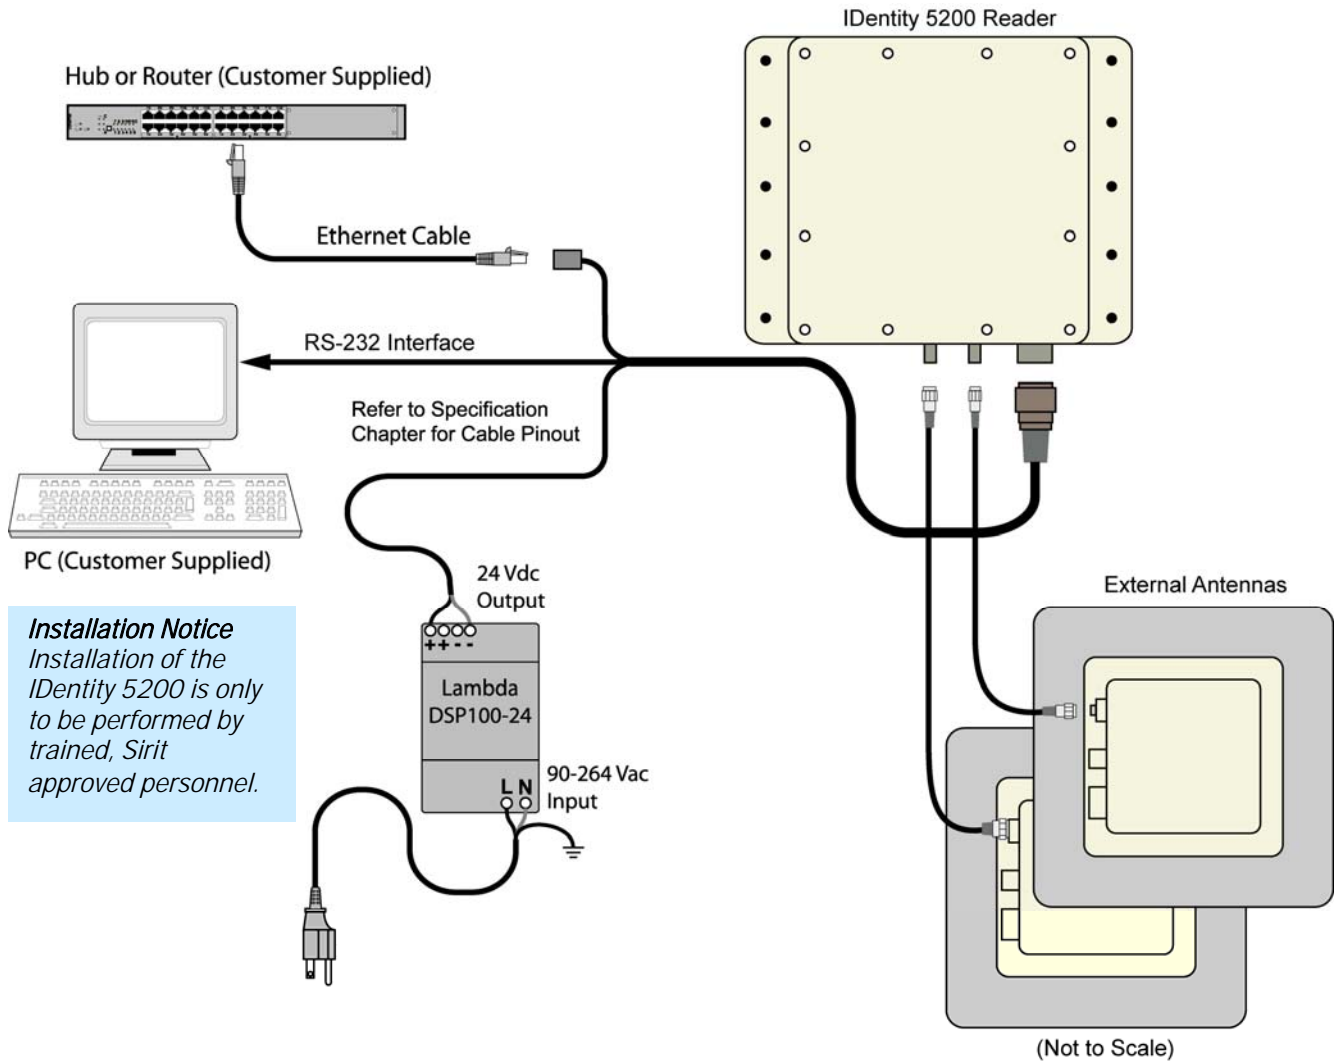 IDentity 5200 Reader
Hub or Router (Customer Supplied)
Ethernet Cable
RS-232 Interface
Refer to Specification
Chapter for Cable Pinout
PC (Customer Supplied)
24 Vdc
Output
++--
Lambda
DSP100-24
L N
90-264 Vac
Input
Installation Notice
Installation of the
IDentity 5200 is only
to be performed by
trained, Sirit
approved personnel.
External Antennas
(Not to Scale)